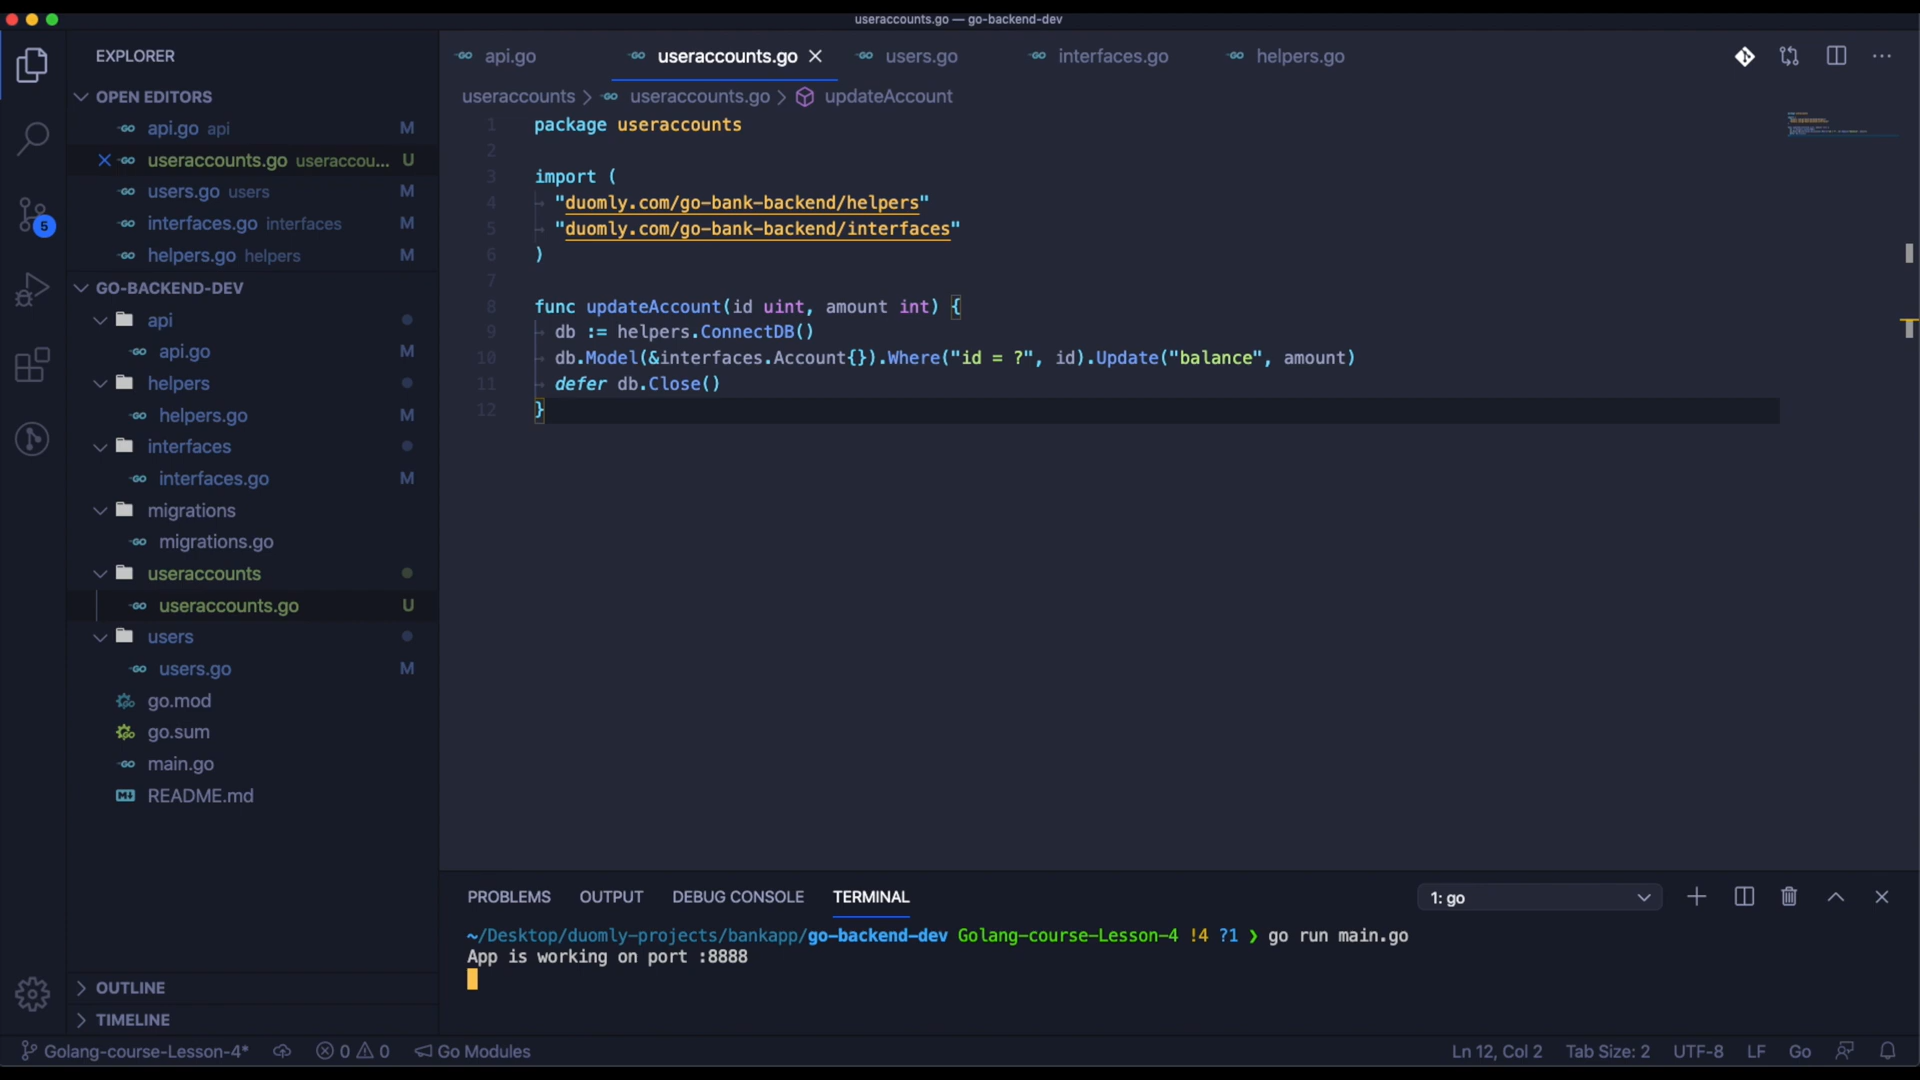 useraccounts.go — go-backend-dev
EXPLORER
OPEN EDITORS
api.go api M
useraccounts.go useraccou... U
users.go users M
interfaces.go interfaces M
helpers.go helpers M
5
GO-BACKEND-DEV
api
api.go M
helpers
helpers.go M
interfaces
interfaces.go M
migrations
migrations.go
useraccounts
useraccounts.go U
users
users.go M
go.mod
go.sum
main.go
README.md
OUTLINE
TIMELINE
api.go useraccounts.go users.go interfaces.go helpers.go
useraccounts > useraccounts.go > updateAccount
1 package useraccounts
2
3 import (
4 "duomly.com/go-bank-backend/helpers"
5 "duomly.com/go-bank-backend/interfaces"
6 )
7
8 func updateAccount(id uint, amount int) {
9 db := helpers.ConnectDB()
10 db.Model(&interfaces.Account{}).Where("id = ?", id).Update("balance", amount)
11 defer db.Close()
12 }
PROBLEMS OUTPUT DEBUG CONSOLE TERMINAL 1: go
~/Desktop/duomly-projects/bankapp/go-backend-dev Golang-course-Lesson-4 !4 ?1 ❯ go run main.go
App is working on port :8888
Golang-course-Lesson-4* 0 0 Go Modules Ln 12, Col 2 Tab Size: 2 UTF-8 LF Go